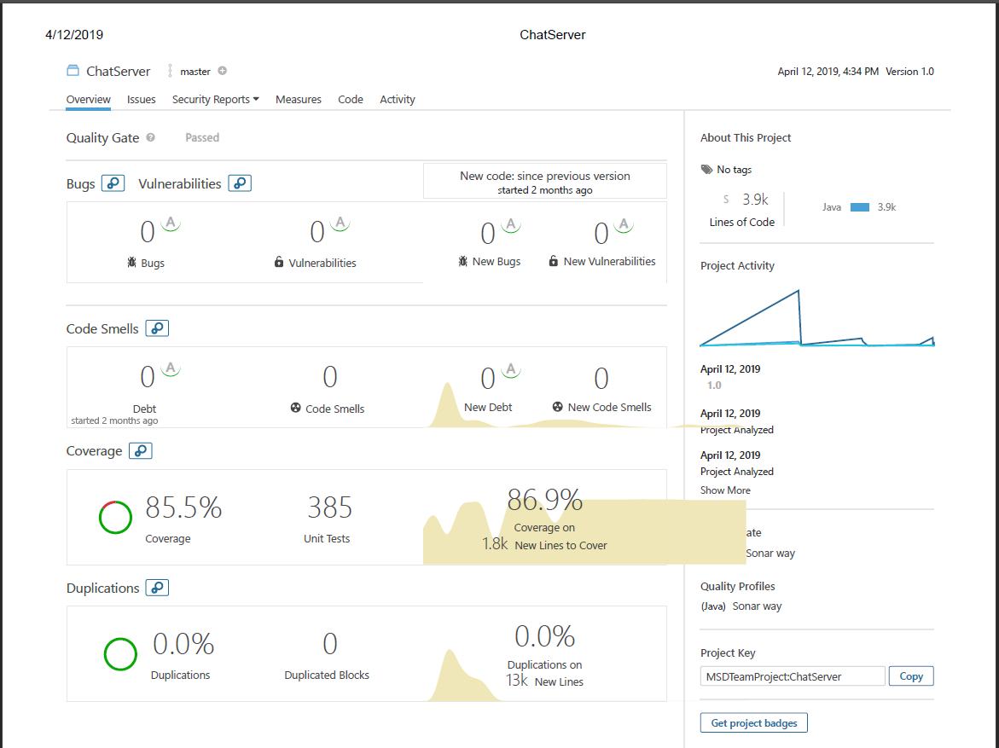 4/12/2019 ChatServer
ChatServer master
April 12, 2019, 4:34 PM Version 1.0
Overview Issues Security Reports Measures Code Activity
Quality Gate ? Passed
Bugs Vulnerabilities
New code: since previous version
started 2 months ago
0 A
Bugs
0 A
Vulnerabilities
0 A
New Bugs
0 A
New Vulnerabilities
Code Smells
0 A
Debt
started 2 months ago
0
Code Smells
0 A
New Debt
0
New Code Smells
Coverage
85.5%
Coverage
385
Unit Tests
86.9%
Coverage on
1.8k New Lines to Cover
Duplications
0.0%
Duplications
0
Duplicated Blocks
0.0%
Duplications on
13k New Lines
About This Project
No tags
S 3.9k
Lines of Code
Java 3.9k
Project Activity
April 12, 2019
1.0
April 12, 2019
Project Analyzed
April 12, 2019
Project Analyzed
Show More
ate
Sonar way
Quality Profiles
(Java) Sonar way
Project Key
MSDTeamProject:ChatServer Copy
Get project badges